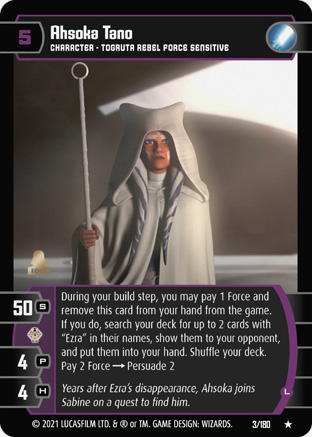 5
Ahsoka Tano
CHARACTER - TOGRUTA REBEL FORCE SENSITIVE
50 S
4 P
4 H
During your build step, you may pay 1 Force and
remove this card from your hand from the game.
If you do, search your deck for up to 2 cards with
"Ezra" in their names, show them to your opponent,
and put them into your hand. Shuffle your deck.
Pay 2 Force → Persuade 2
Years after Ezra's disappearance, Ahsoka joins
Sabine on a quest to find him.
L
© 2021 LUCASFILM LTD. & ® or TM. GAME DESIGN: WIZARDS. 3/180 ★